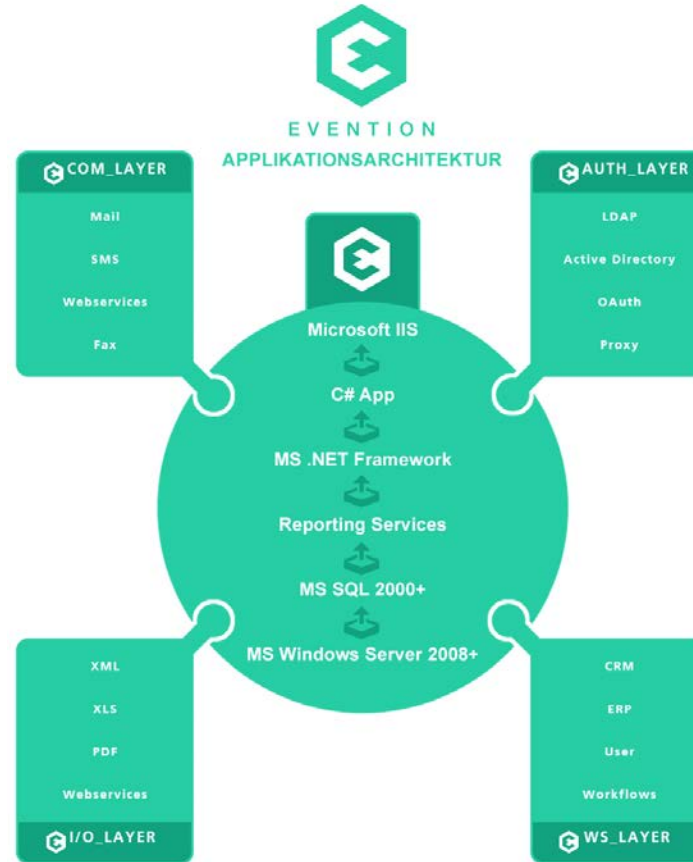 EVENTION
APPLIKATIONSARCHITEKTUR
COM_LAYER
Mail
SMS
Webservices
Fax
AUTH_LAYER
LDAP
Active Directory
OAuth
Proxy
Microsoft IIS
C# App
MS .NET Framework
Reporting Services
MS SQL 2000+
MS Windows Server 2008+
XML
XLS
PDF
Webservices
I/O_LAYER
CRM
ERP
User
Workflows
WS_LAYER